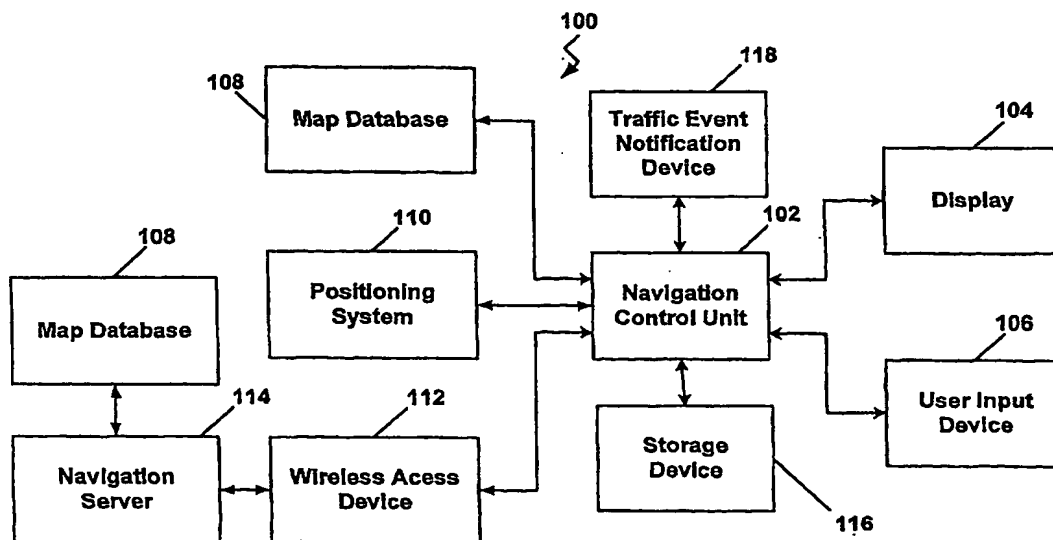 100
118
108
Map Database
Traffic Event
Notification
Device
104
Display
110
102
108
Positioning
System
Navigation
Control Unit
Map Database
106
114
112
User Input
Device
Storage
Device
Navigation
Server
Wireless Acess
Device
116